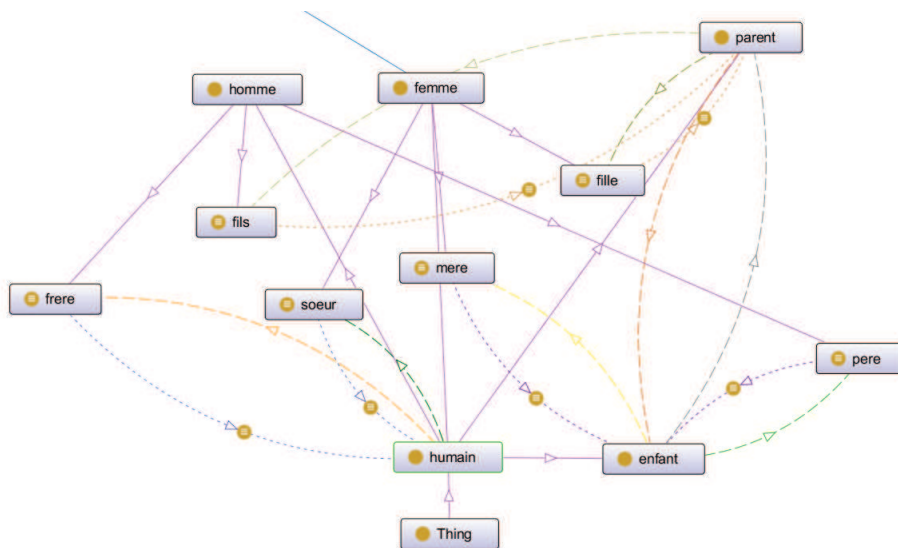 parent
homme
femme
fille
fils
mere
frere
soeur
pere
humain
enfant
Thing